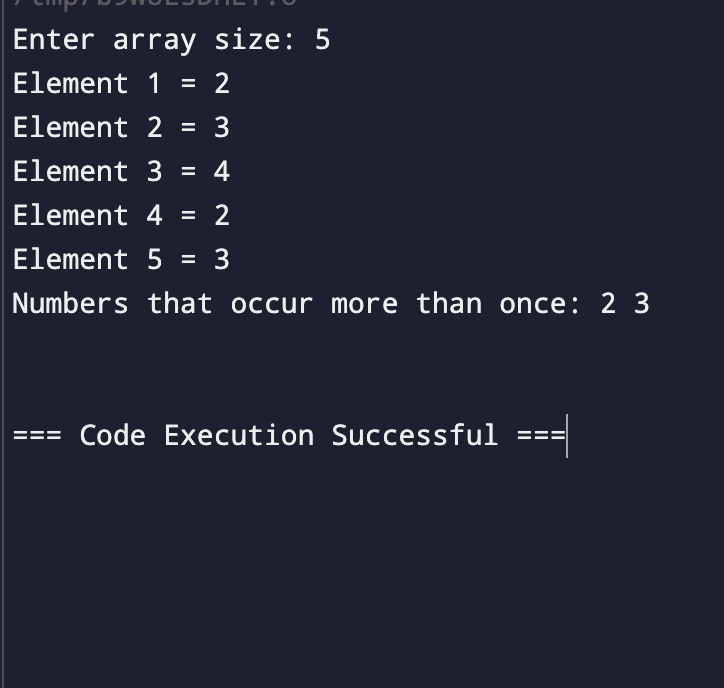 Enter array size: 5
Element 1 = 2
Element 2 = 3
Element 3 = 4
Element 4 = 2
Element 5 = 3
Numbers that occur more than once: 2 3
=== Code Execution Successful ===